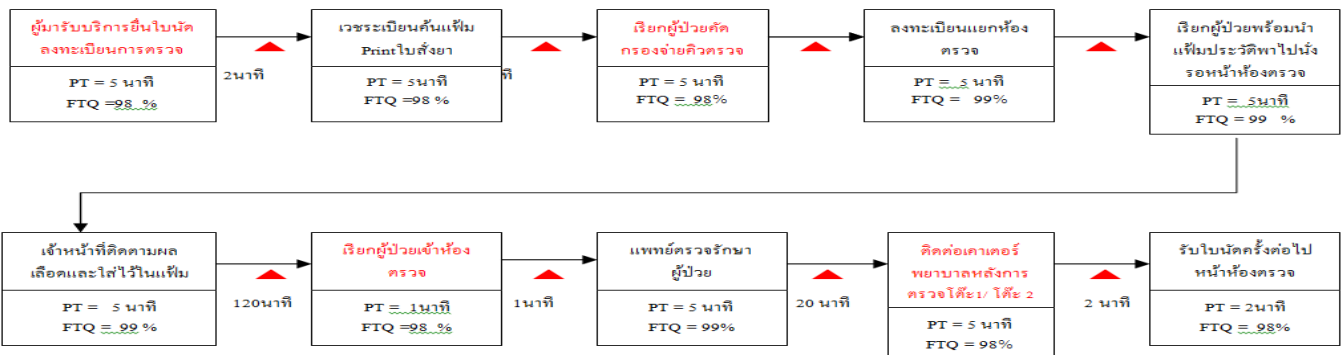 ผู้มารับบริการยื่นใบนัด
ลงทะเบียนการตรวจ
PT = 5 นาที
FTQ =98 %
2นาที
เวชระเบียนค้นแฟ้ม
Printใบสั่งยา
PT = 5นาที
FTQ =98 %
ที
เรียกผู้ป่วยคัด
กรองจ่ายคิวตรวจ
PT = 5 นาที
FTQ = 98%
ลงทะเบียนแยกห้อง
ตรวจ
PT = 5 นาที
FTQ = 99%
เรียกผู้ป่วยพร้อมนำ
แฟ้มประวัติพาไปนั่ง
รอหน้าห้องตรวจ
PT = 5นาที
FTQ = 99 %
เจ้าหน้าที่ติดตามผล
เลือดและใส่ไว้ในแฟ้ม
PT = 5 นาที
FTQ = 99 %
120นาที
เรียกผู้ป่วยเข้าห้อง
ตรวจ
PT = 1นาที
FTQ =98 %
1นาที
แพทย์ตรวจรักษา
ผู้ป่วย
PT = 5 นาที
FTQ = 99%
20 นาที
ติดต่อเคาเตอร์
พยาบาลหลังการ
ตรวจโต๊ะ1/ โต๊ะ 2
PT = 5 นาที
FTQ = 98%
2 นาที
รับใบนัดครั้งต่อไป
หน้าห้องตรวจ
PT = 2นาที
FTQ = 98%